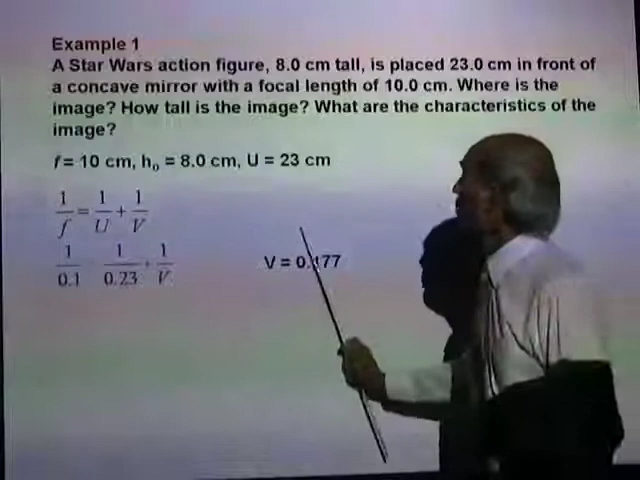 Example 1
A Star Wars action figure, 8.0 cm tall, is placed 23.0 cm in front of
a concave mirror with a focal length of 10.0 cm. Where is the
image? How tall is the image? What are the characteristics of the
image?
f = 10 cm, h₀ = 8.0 cm, U = 23 cm
1/f = 1/U + 1/V
1/0.1 1/0.23 + 1/V V = 0.177